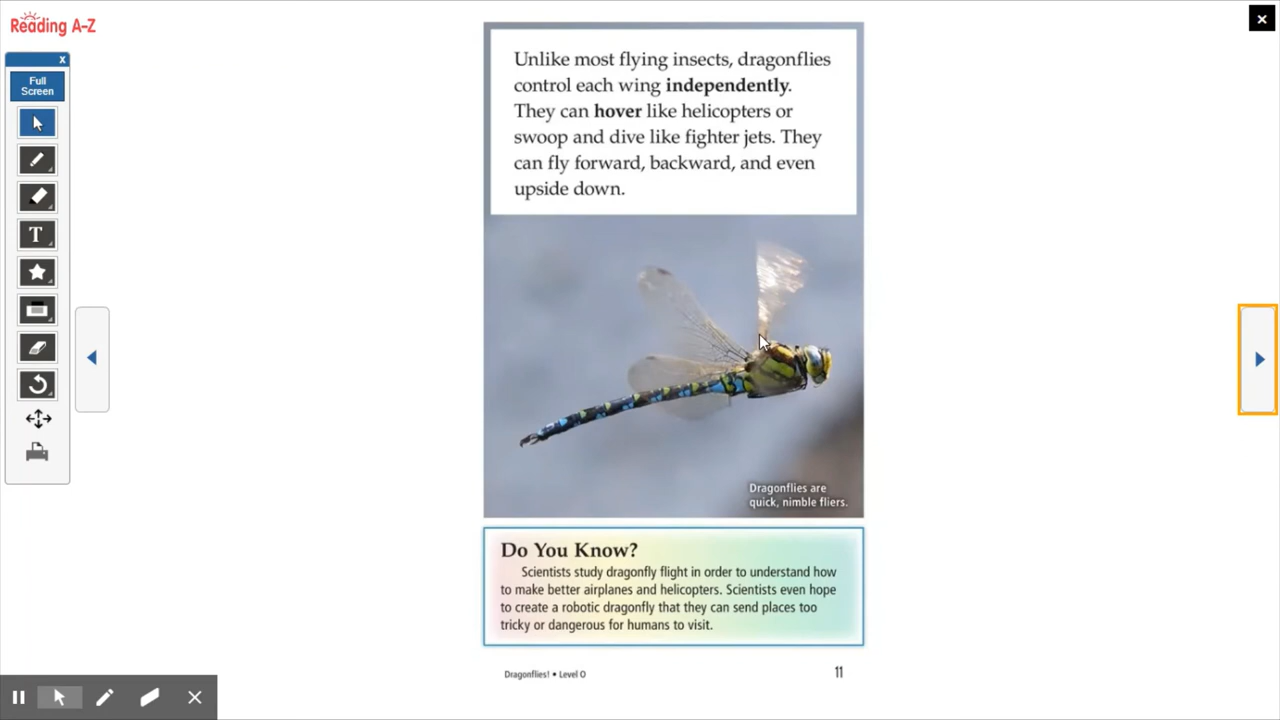 Reading A-Z
X
Full
Screen
T
Unlike most flying insects, dragonflies
control each wing independently.
They can hover like helicopters or
swoop and dive like fighter jets. They
can fly forward, backward, and even
upside down.
Dragonflies are
quick, nimble fliers.
Do You Know?
Scientists study dragonfly flight in order to understand how
to make better airplanes and helicopters. Scientists even hope
to create a robotic dragonfly that they can send places too
tricky or dangerous for humans to visit.
Dragonflies! • Level O
11